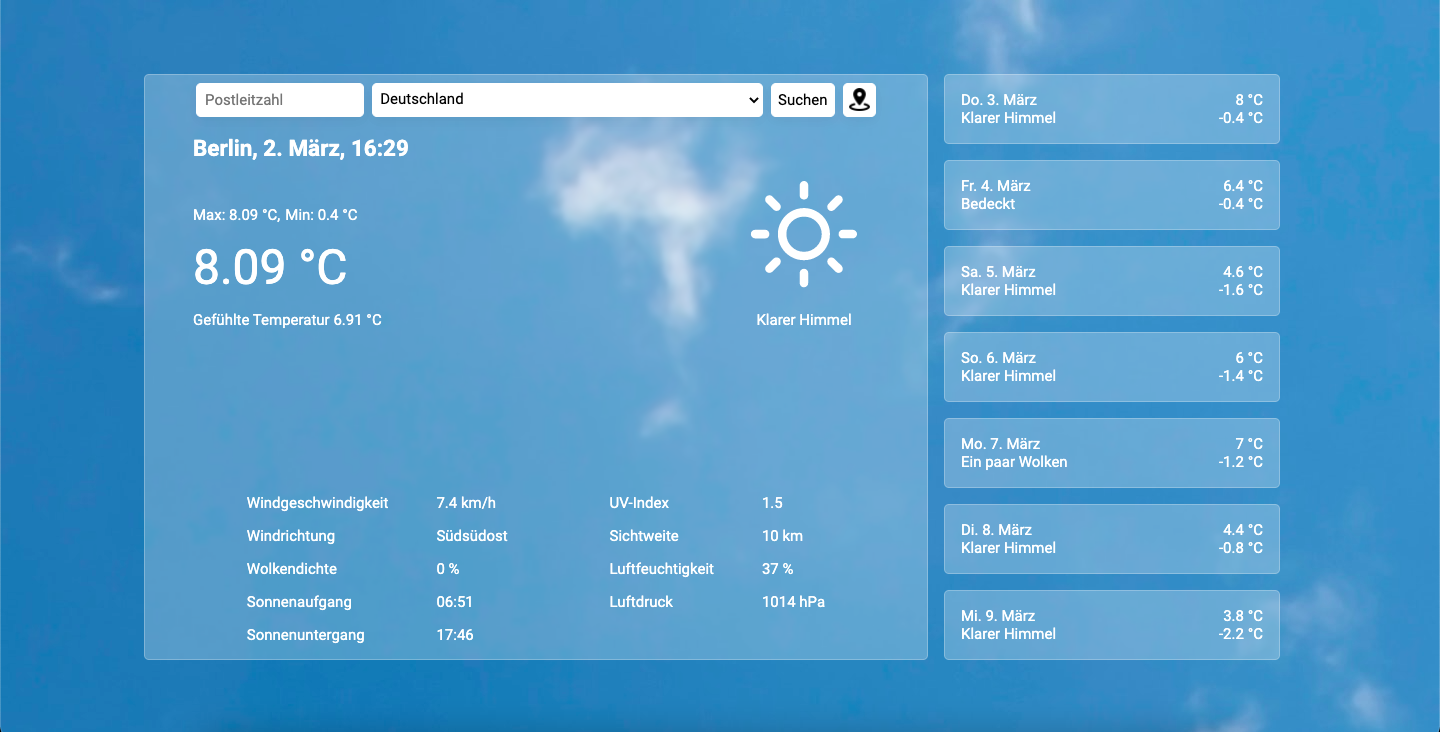 Postleitzahl Deutschland Suchen
Berlin, 2. März, 16:29
Max: 8.09 °C, Min: 0.4 °C
8.09 °C
Gefühlte Temperatur 6.91 °C
Klarer Himmel
Windgeschwindigkeit 7.4 km/h
Windrichtung Südsüdost
Wolkendichte 0 %
Sonnenaufgang 06:51
Sonnenuntergang 17:46
UV-Index 1.5
Sichtweite 10 km
Luftfeuchtigkeit 37 %
Luftdruck 1014 hPa
Do. 3. März 8 °C
Klarer Himmel -0.4 °C
Fr. 4. März 6.4 °C
Bedeckt -0.4 °C
Sa. 5. März 4.6 °C
Klarer Himmel -1.6 °C
So. 6. März 6 °C
Klarer Himmel -1.4 °C
Mo. 7. März 7 °C
Ein paar Wolken -1.2 °C
Di. 8. März 4.4 °C
Klarer Himmel -0.8 °C
Mi. 9. März 3.8 °C
Klarer Himmel -2.2 °C